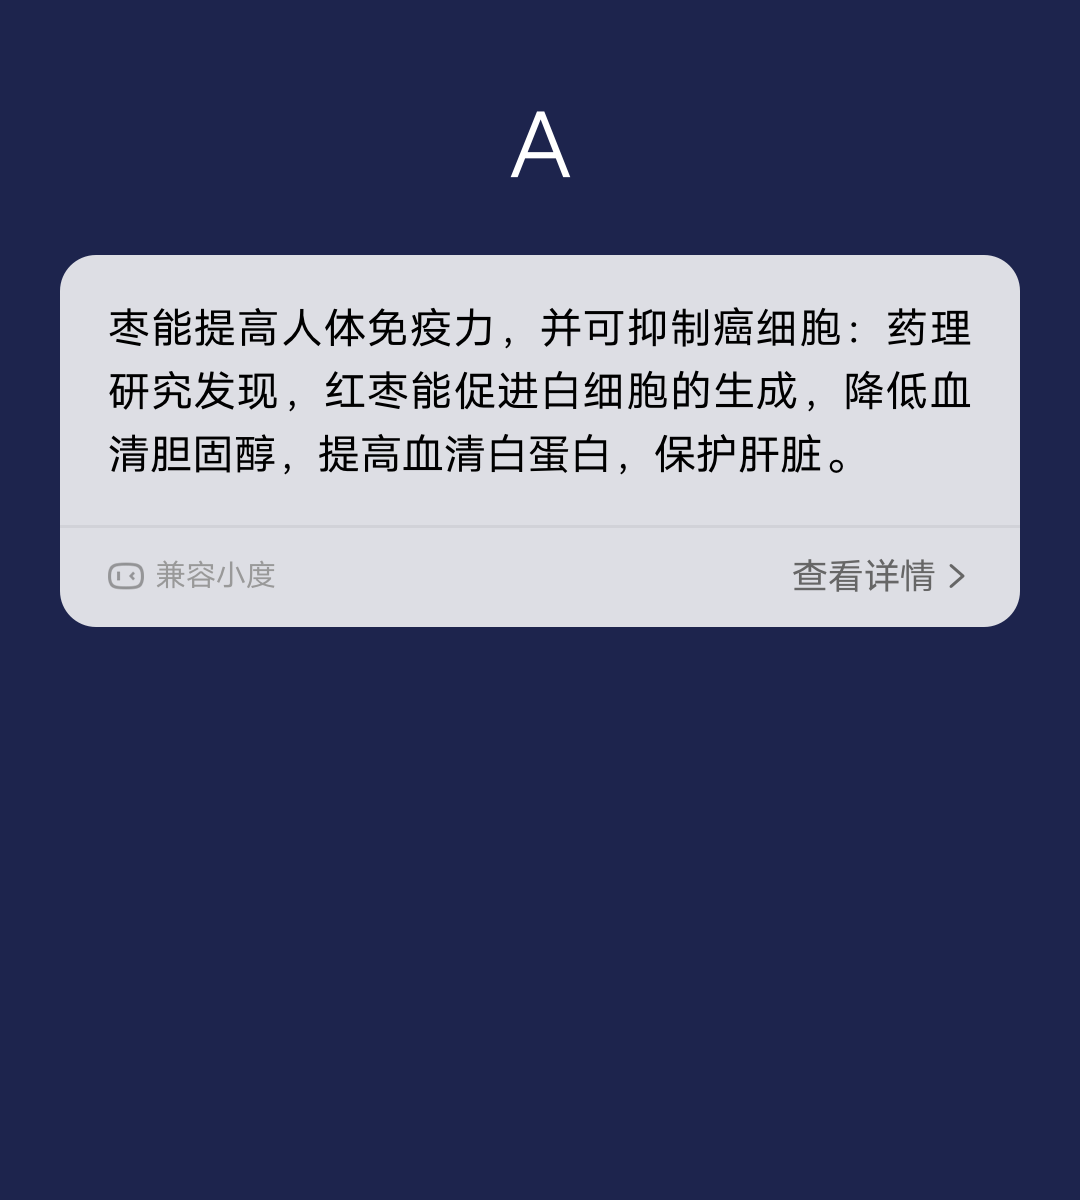 A
枣能提高人体免疫力，并可抑制癌细胞：药理
研究发现，红枣能促进白细胞的生成，降低血
清胆固醇，提高血清白蛋白，保护肝脏。
兼容小度
查看详情